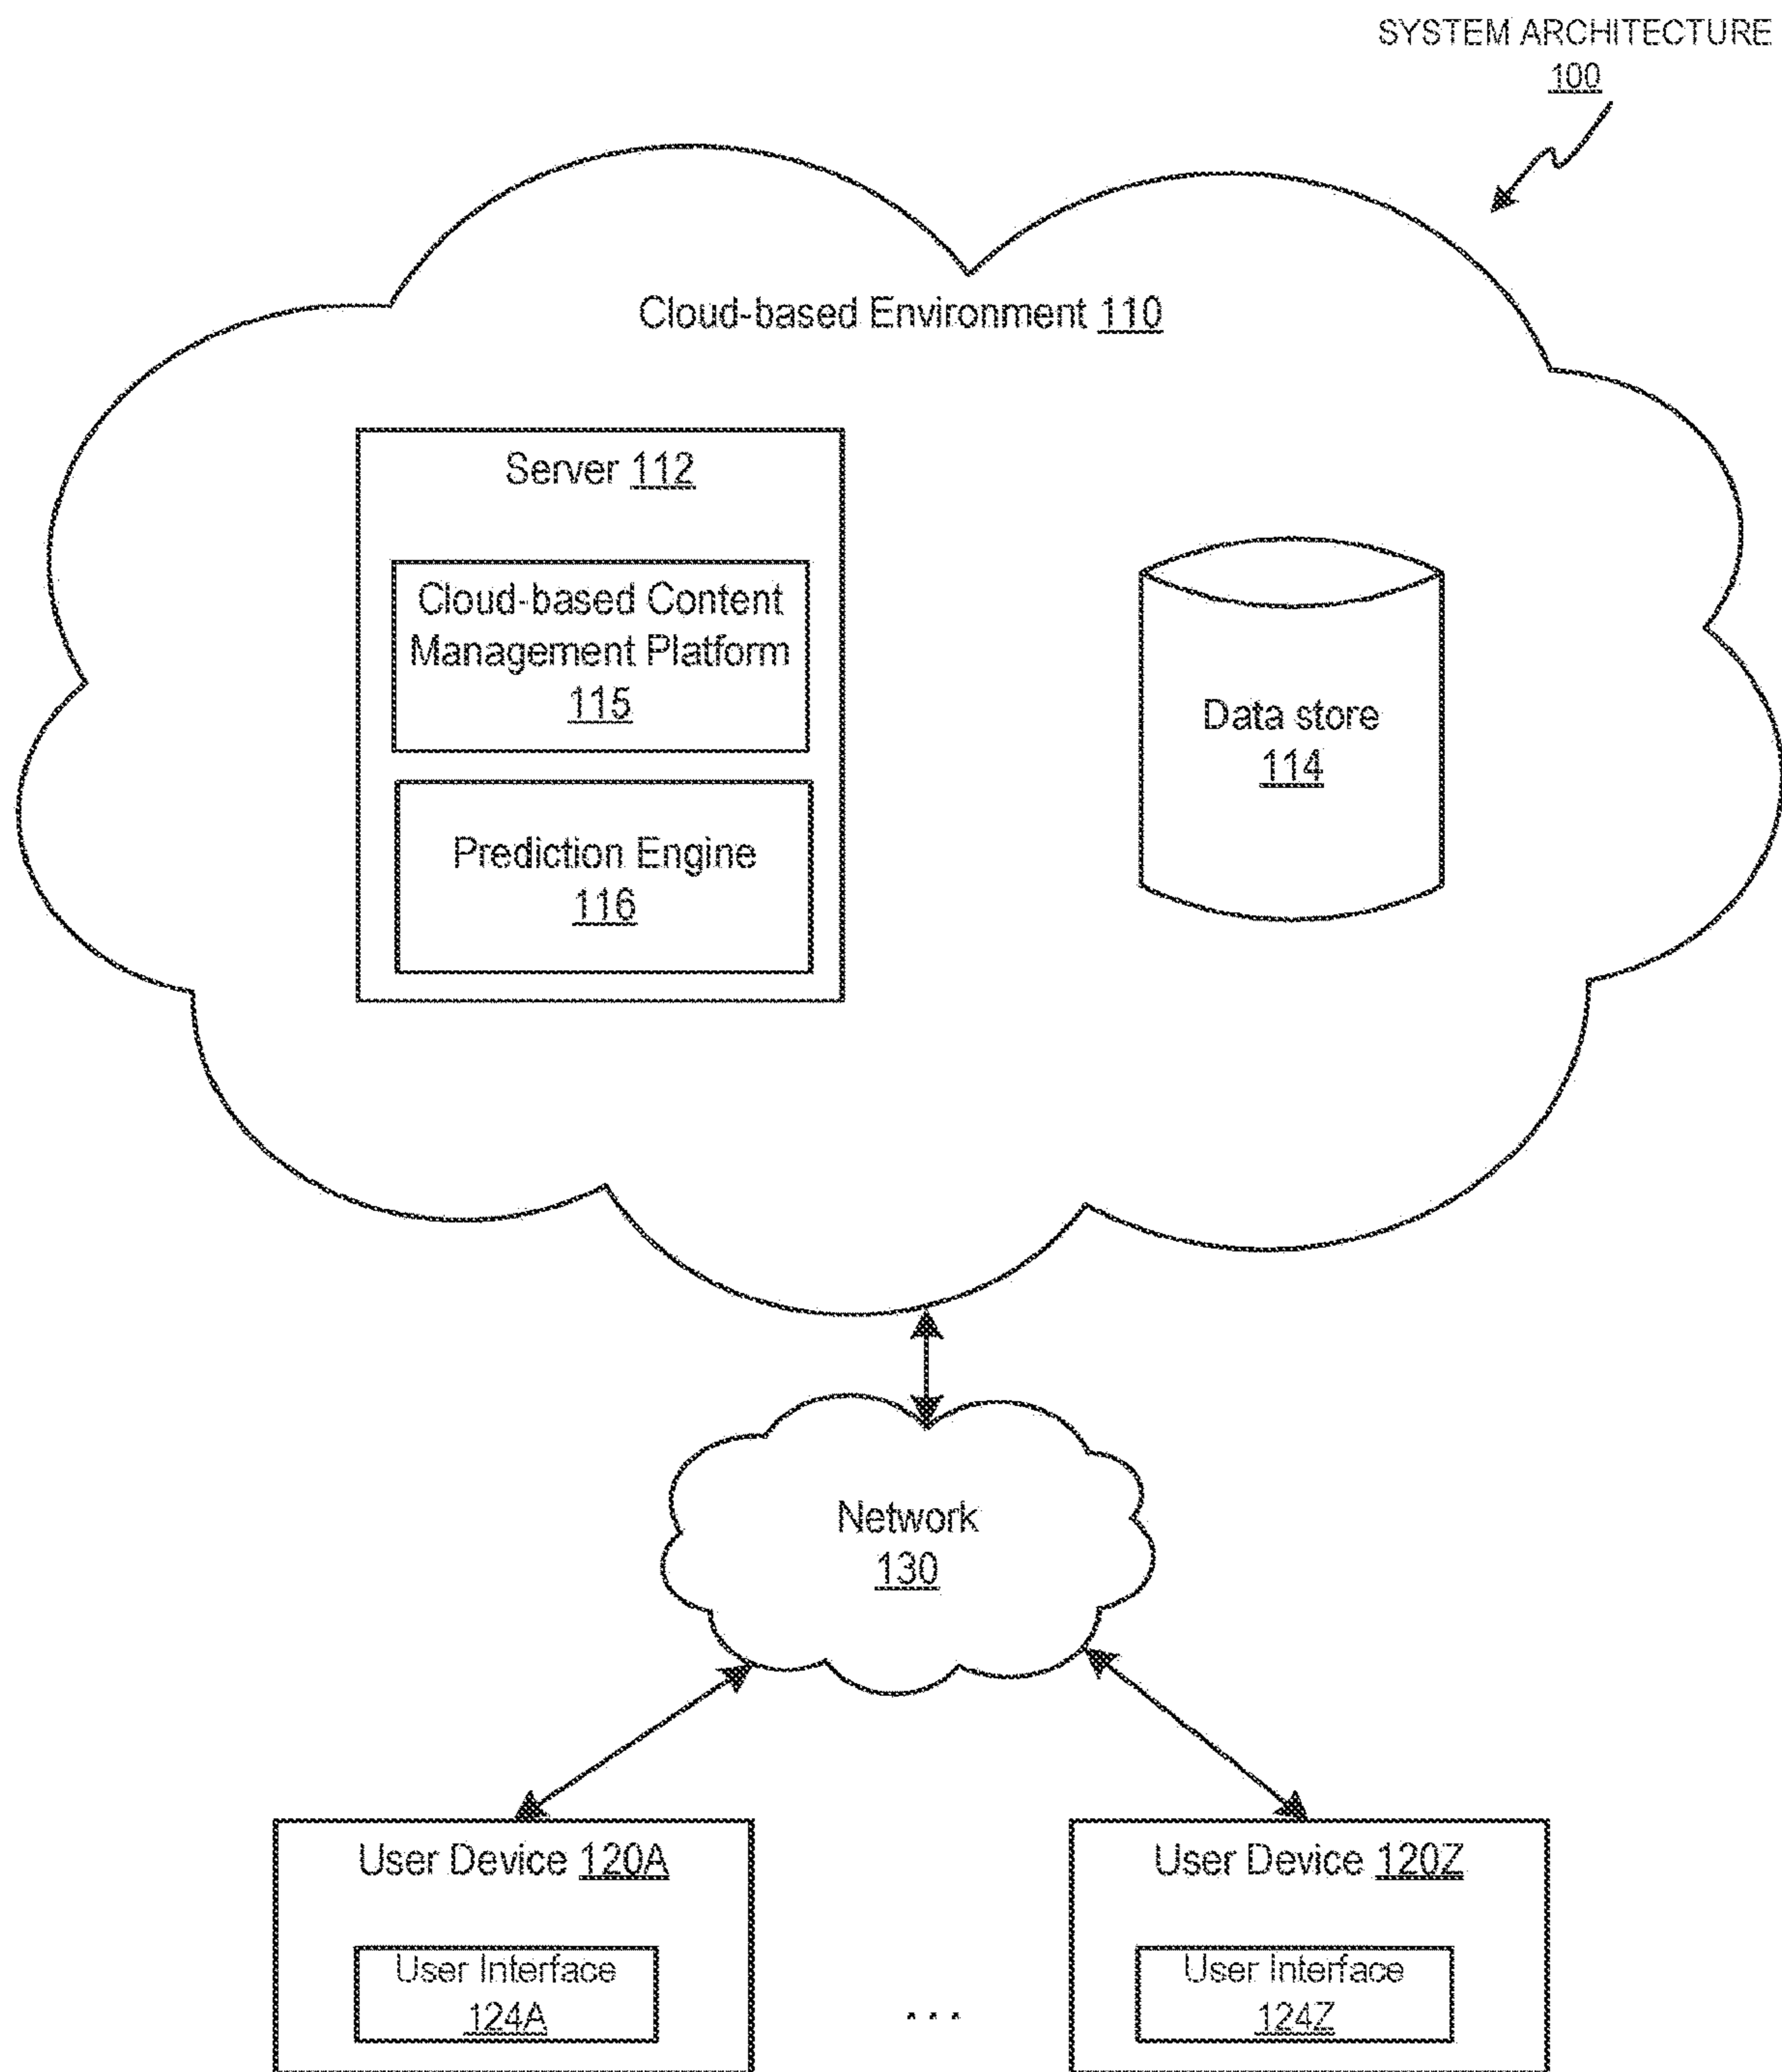 SYSTEM ARCHITECTURE
100
Cloud-based Environment 110
Server 112
Cloud-based Content
Management Platform
115
Prediction Engine
116
Data store
114
Network
130
User Device 120A
User Interface
124A
...
User Device 120Z
User Interface
124Z